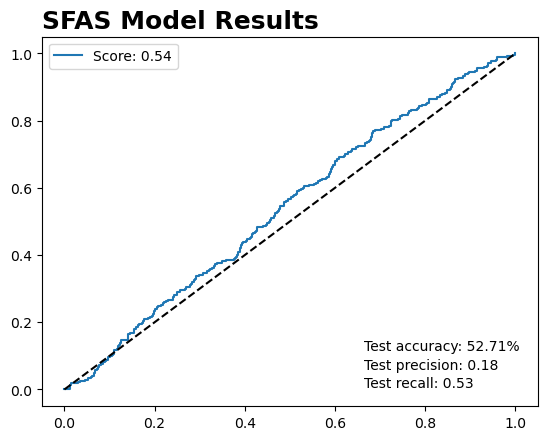 SFAS Model Results
Score: 0.54
1.0
0.8
0.6
0.4
0.2
0.0
Test accuracy: 52.71%
Test precision: 0.18
Test recall: 0.53
0.0 0.2 0.4 0.6 0.8 1.0